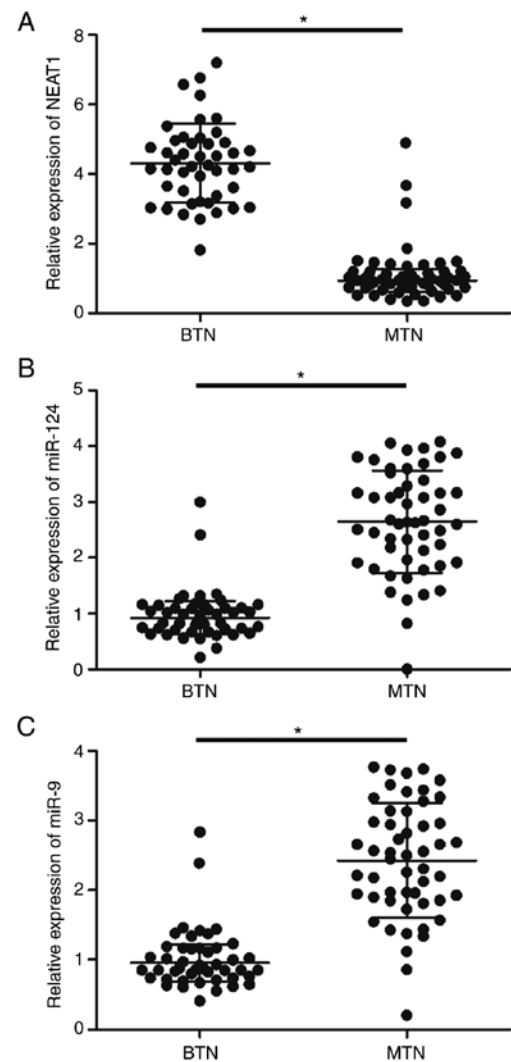 A
*
Relative expression of NEAT1
8
6
4
2
0
BTN MTN
B
*
Relative expression of miR-124
5
4
3
2
1
0
BTN MTN
C
*
Relative expression of miR-9
4
3
2
1
0
BTN MTN